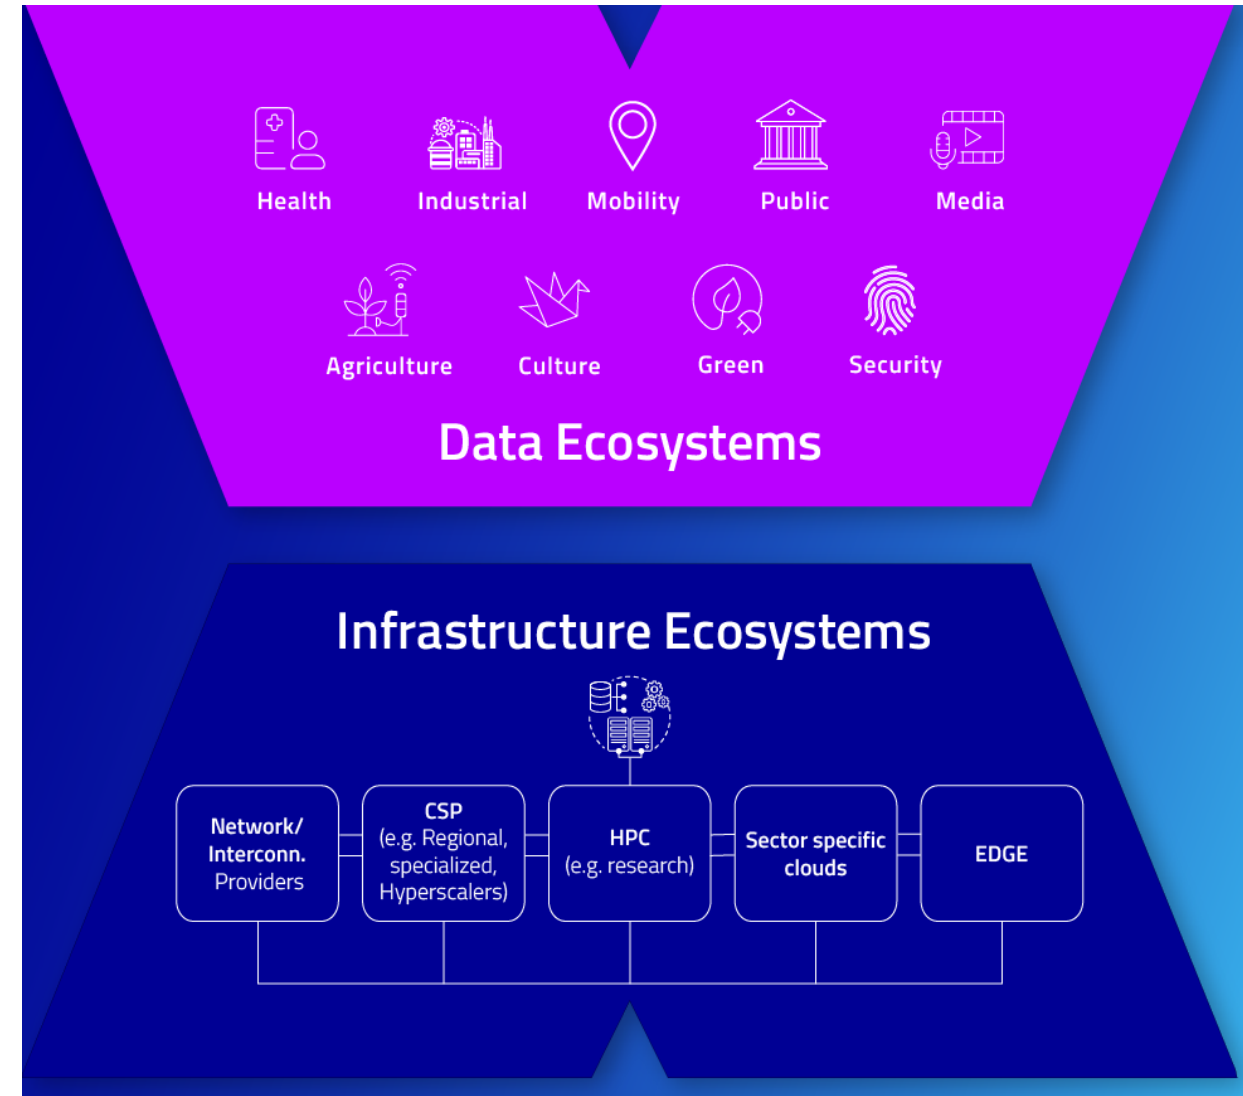 Health
Industrial
Mobility
Public
Media
Agriculture
Culture
Green
Security
Data Ecosystems
Infrastructure Ecosystems
Network/
Interconn.
Providers
CSP
(e.g. Regional,
specialized,
Hyperscalers)
HPC
(e.g. research)
Sector specific
clouds
EDGE